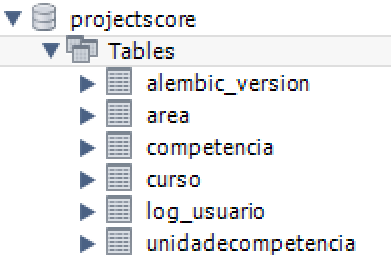 projectscore
Tables
alembic_version
area
competencia
curso
log_usuario
unidadecompetencia